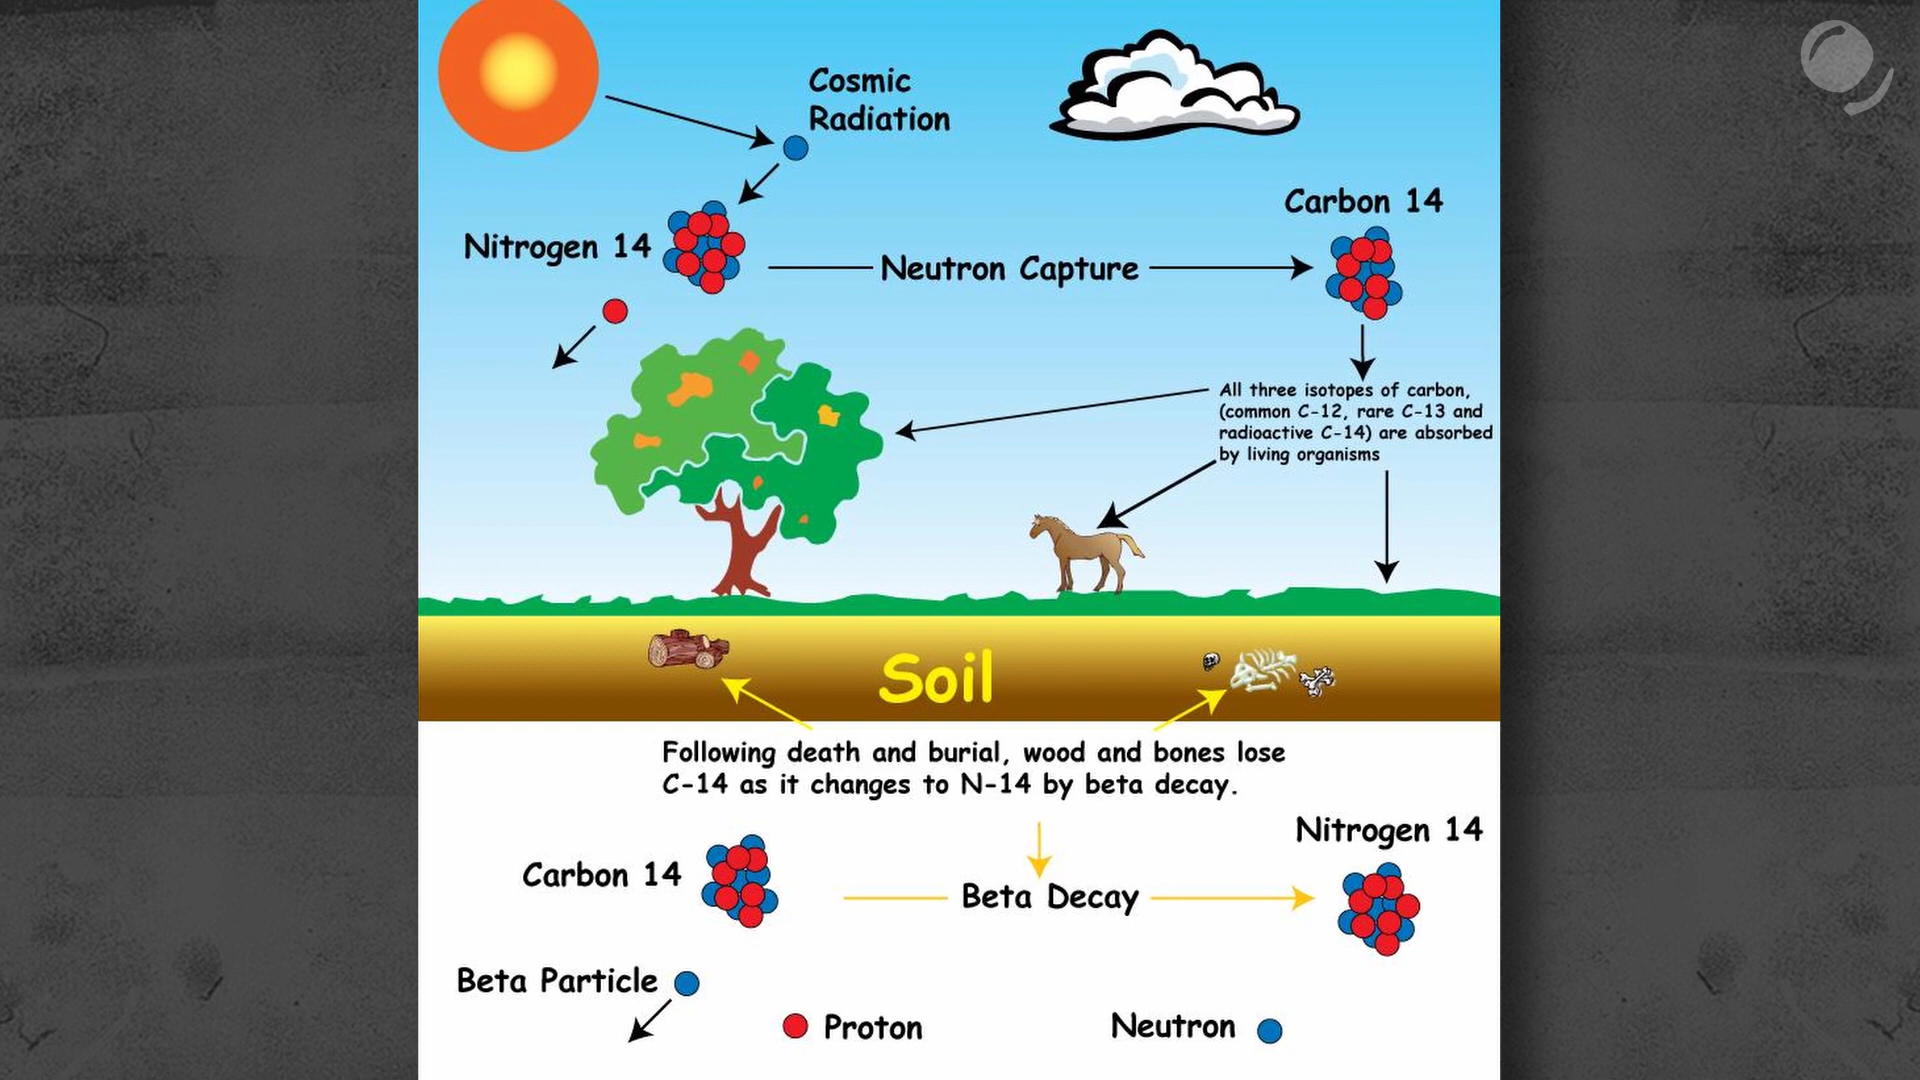 Cosmic
Radiation
Carbon 14
Nitrogen 14
Neutron Capture
All three isotopes of carbon,
(common C-12, rare C-13 and
radioactive C-14) are absorbed
by living organisms
Soil
Following death and burial, wood and bones lose
C-14 as it changes to N-14 by beta decay.
Nitrogen 14
Carbon 14
Beta Decay
Beta Particle
Proton
Neutron